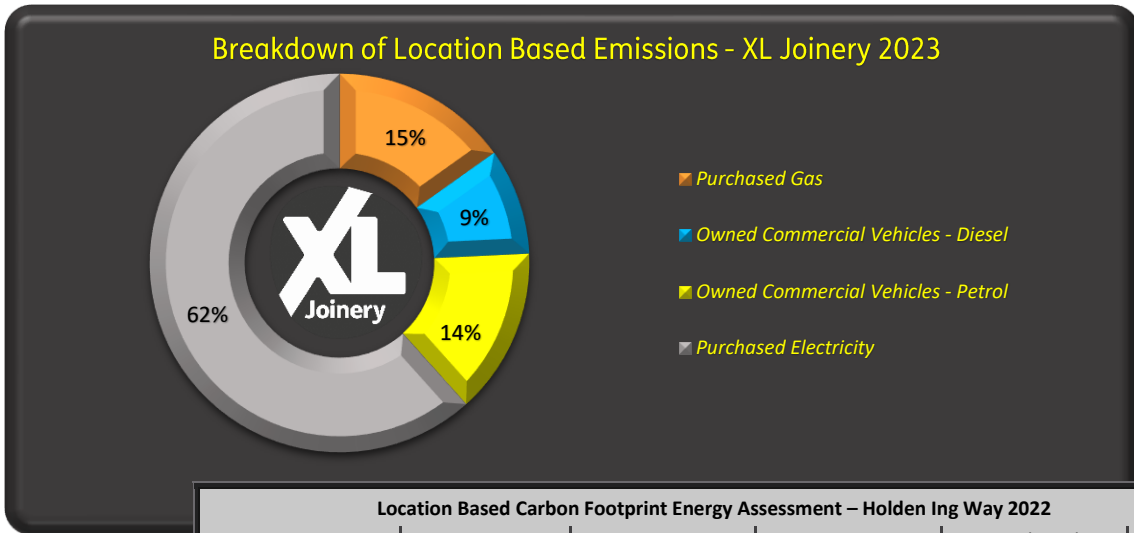 Breakdown of Location Based Emissions - XL Joinery 2023
15%
9%
14%
62%
XL
Joinery
Purchased Gas
Owned Commercial Vehicles - Diesel
Owned Commercial Vehicles - Petrol
Purchased Electricity
Location Based Carbon Footprint Energy Assessment – Holden Ing Way 2022